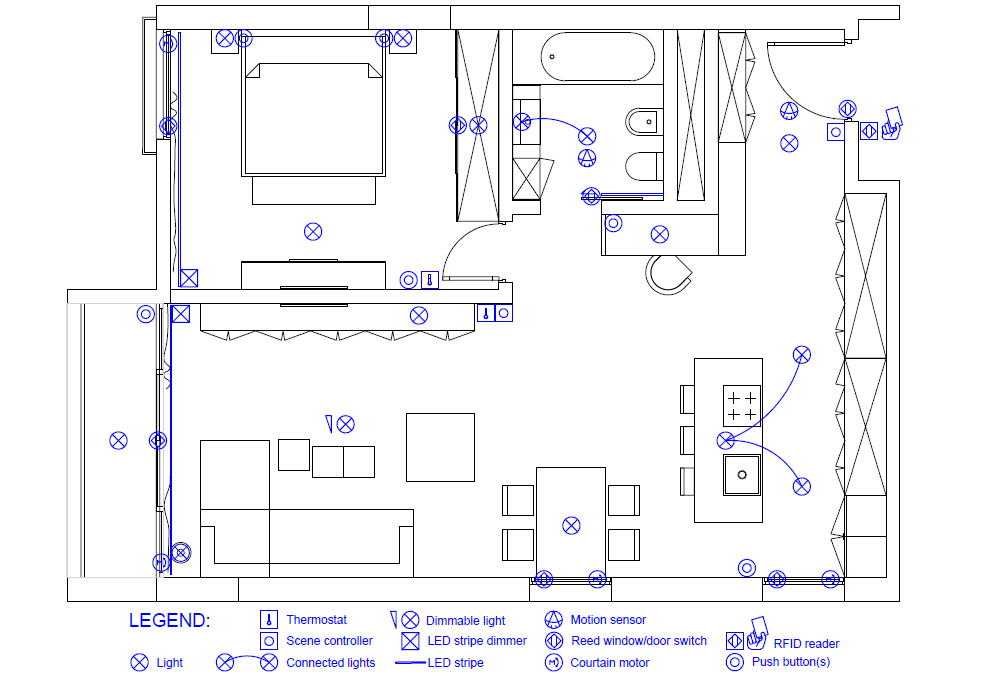 LEGEND:
Thermostat
Dimmable light
Motion sensor
Scene controller
LED stripe dimmer
Reed window/door switch
RFID reader
Light
Connected lights
LED stripe
Courtain motor
Push button(s)